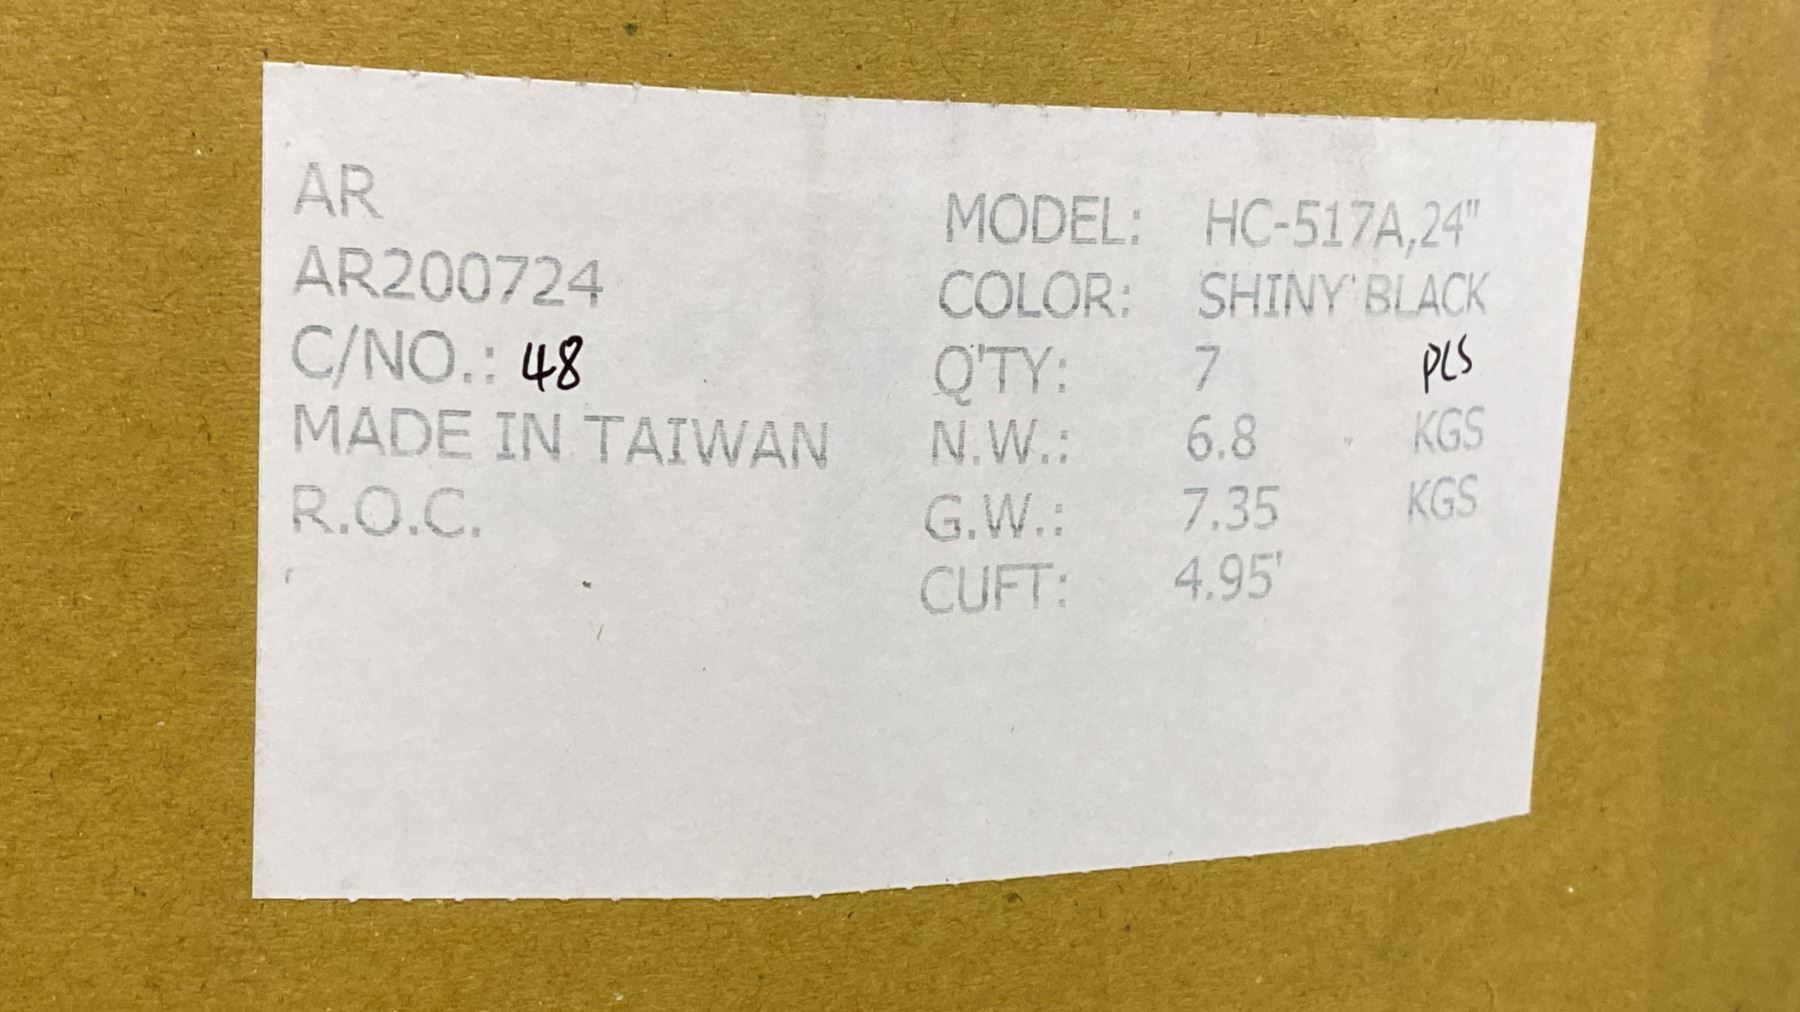 AR
AR200724
C/NO.: 48
MADE IN TAIWAN
R.O.C.
MODEL: HC-517A,24"
COLOR: SHINY BLACK
Q'TY: 7 PCS
N.W.: 6.8 KGS
G.W.: 7.35 KGS
CUFT: 4.95'